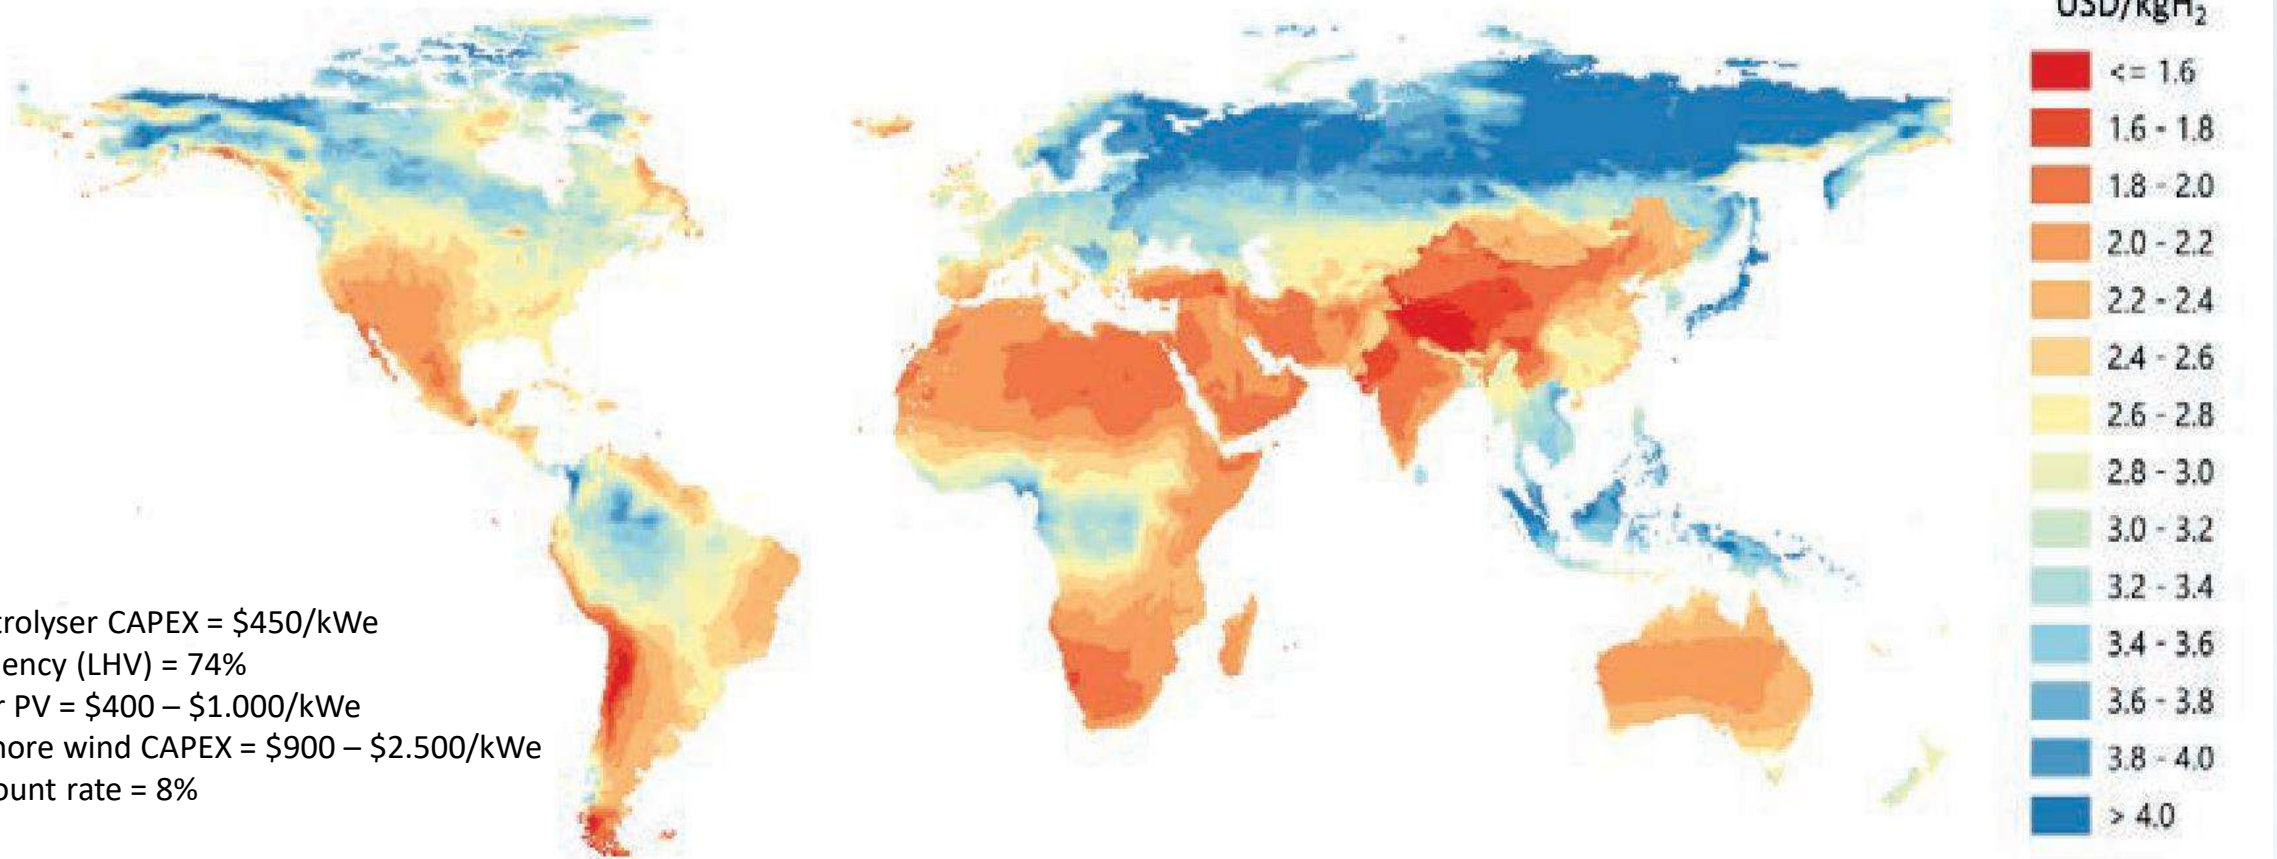 USD/kgH₂
<= 1.6
1.6 - 1.8
1.8 - 2.0
2.0 - 2.2
2.2 - 2.4
2.4 - 2.6
2.6 - 2.8
2.8 - 3.0
3.0 - 3.2
3.2 - 3.4
3.4 - 3.6
3.6 - 3.8
3.8 - 4.0
> 4.0
trolyser CAPEX = $450/kWe
iency (LHV) = 74%
r PV = $400 – $1.000/kWe
hore wind CAPEX = $900 – $2.500/kWe
ount rate = 8%